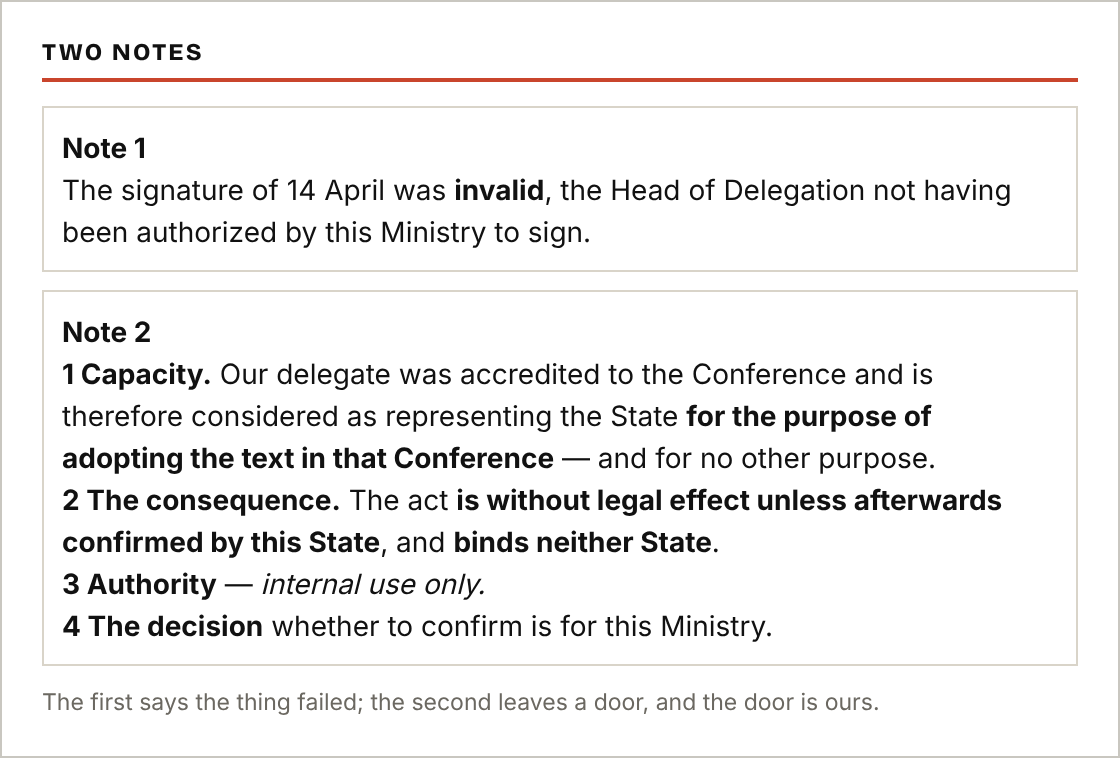 TWO NOTES
Note 1
The signature of 14 April was invalid, the Head of Delegation not having
been authorized by this Ministry to sign.
Note 2
1 Capacity. Our delegate was accredited to the Conference and is
therefore considered as representing the State for the purpose of
adopting the text in that Conference — and for no other purpose.
2 The consequence. The act is without legal effect unless afterwards
confirmed by this State, and binds neither State.
3 Authority — internal use only.
4 The decision whether to confirm is for this Ministry.
The first says the thing failed; the second leaves a door, and the door is ours.